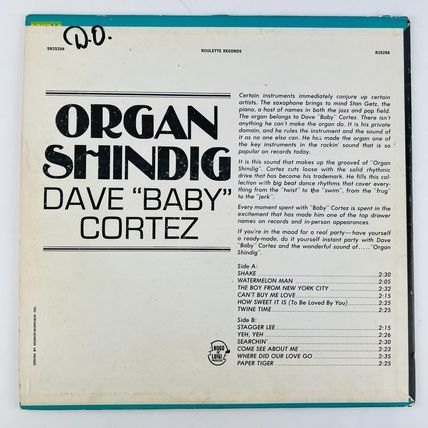 D.O.
SR25298
ROULETTE RECORDS
R25298
ORGAN
SHINDIG
DAVE "BABY"
CORTEZ
Certain instruments immediately conjure up certain
artists. The saxophone brings to mind Stan Getz, the
piano, a host of names in both the jazz and pop field.
The organ belongs to Dave "Baby" Cortez. There isn't
anything he can't make the organ do. It is his private
domain, and he rules the instrument and the sound of
it as no one else can. He has made the organ one of
the key instruments in the rockin' sound that is so
popular on records today.
It is this sound that makes up the grooves of "Organ
Shindig". Cortez cuts loose with the solid rhythmic
drive that has become his trademark. He fills this col-
lection with big beat dance rhythms that cover every-
thing from the "twist" to the "swim", from the "frug"
to the "jerk".
Every moment spent with "Baby" Cortez is spent in the
excitement that has made him one of the top drawer
names on records and in-person appearances.
If you're in the mood for a real party—have yourself
a ready-made, do it yourself instant party with Dave
"Baby" Cortez and the wonderful sound of....."Organ
Shindig".
Side A:
SHAKE 2:30
WATERMELON MAN 2:05
THE BOY FROM NEW YORK CITY 2:32
CAN'T BUY ME LOVE 2:15
HOW SWEET IT IS (To Be Loved By You) 2:25
TWINE TIME 2:25
Side B:
STAGGER LEE 2:15
YEH, YEH 2:26
SEARCHIN' 2:30
COME SEE ABOUT ME 2:23
WHERE DID OUR LOVE GO 2:35
PAPER TIGER 2:25
HUGO
&
LUIGI